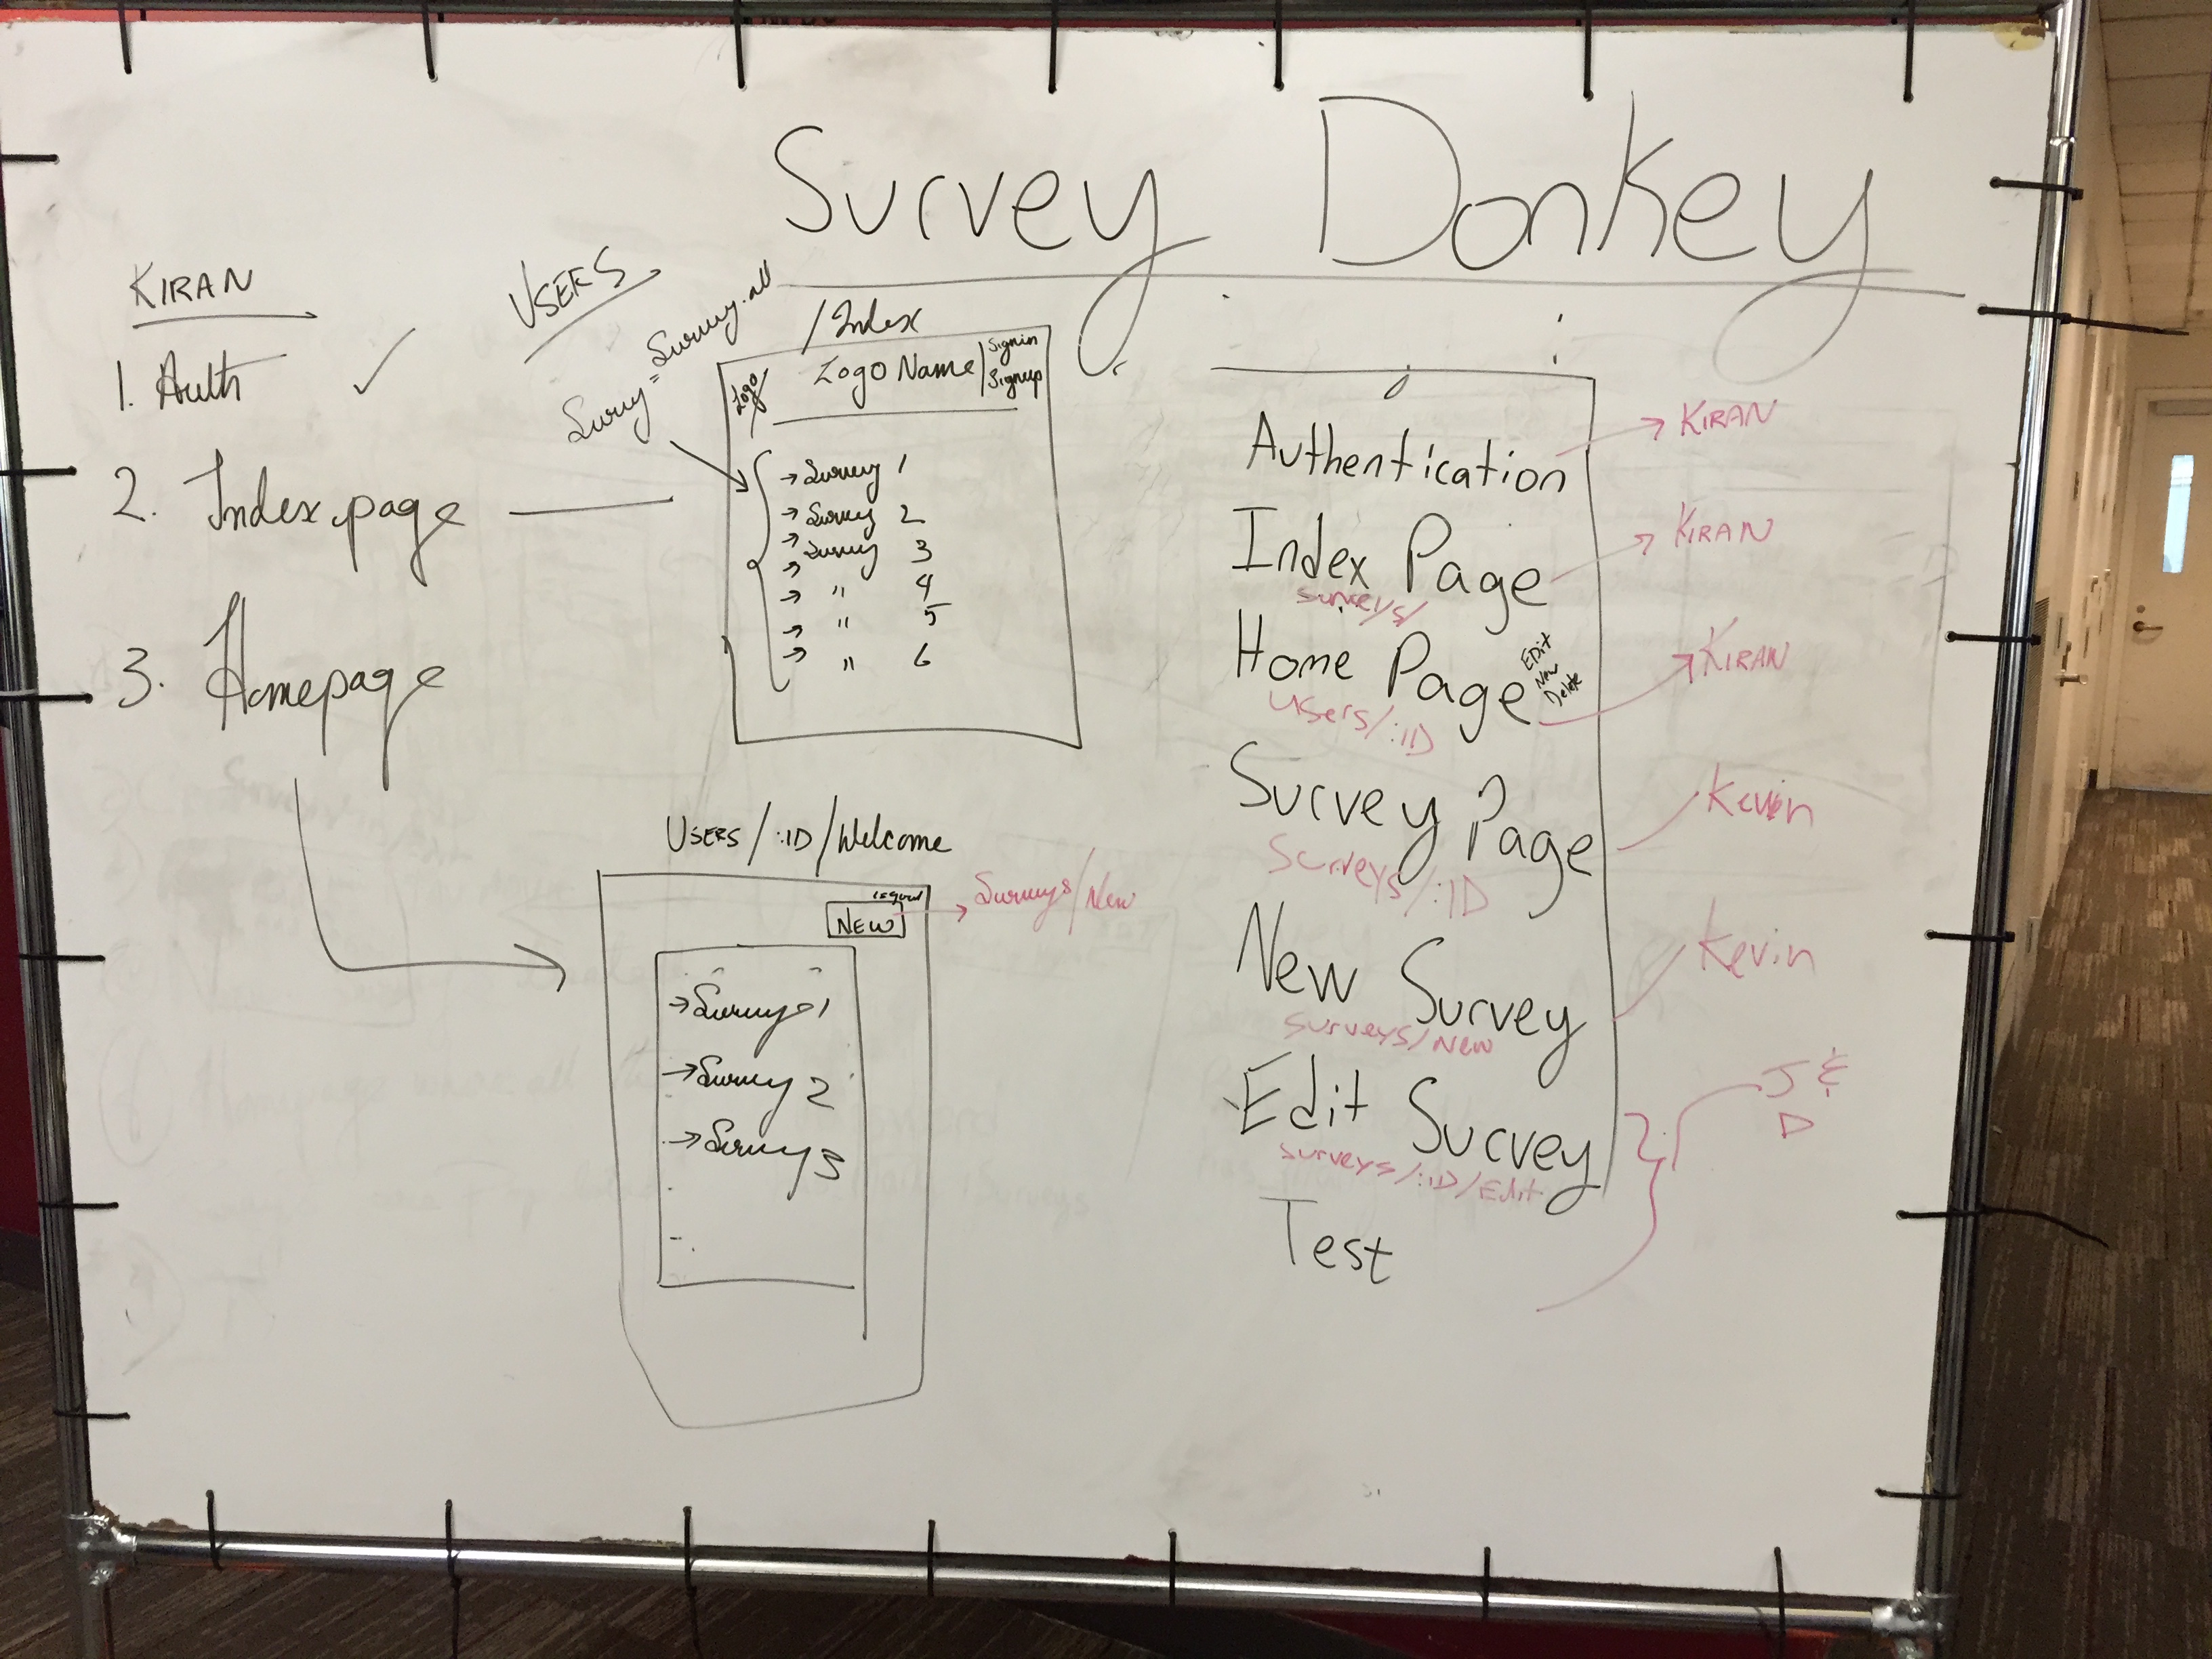 Survey Donkey
KIRAN
1. Auth ✓
2. Index page
3. Homepage
USERS
Survey = Survey.all
/Index
Logo
Logo Name
Signin
Signup
→ Survey 1
→ Survey 2
→ Survey 3
→ " 4
→ " 5
→ " 6
USERS/:ID/Welcome
logout
NEW
Surveys/New
→ Survey 1
→ Survey 2
→ Survey 3
Authentication
KIRAN
Index Page
surveys/
KIRAN
Home Page
Edit
New
Delete
users/:ID
KIRAN
Survey Page
Surveys/:ID
Kevin
New Survey
surveys/New
Kevin
Edit Survey
surveys/:ID/Edit
Test
J &
D